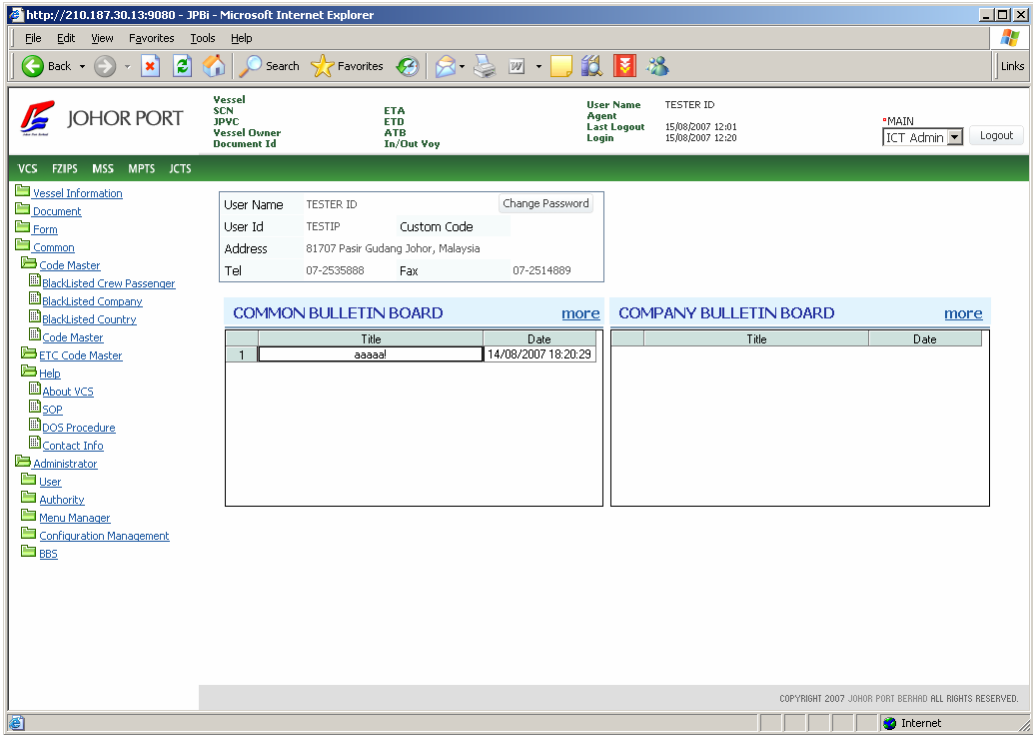 http://210.187.30.13:9080 - JPBi - Microsoft Internet Explorer
File Edit View Favorites Tools Help
Back Search Favorites Links
JOHOR PORT
Vessel
SCN ETA User Name TESTER ID
JPVC ETD Agent
Vessel Owner ATB Last Logout 15/08/2007 12:01
Document Id In/Out Voy Login 15/08/2007 12:20
*MAIN
ICT Admin Logout
VCS FZIPS MSS MPTS JCTS
Vessel Information
Document
Form
Common
Code Master
BlackListed Crew Passenger
BlackListed Company
BlackListed Country
Code Master
ETC Code Master
Help
About VCS
SOP
DOS Procedure
Contact Info
Administrator
User
Authority
Menu Manager
Configuration Management
BBS
User Name TESTER ID Change Password
User Id TESTIP Custom Code
Address 81707 Pasir Gudang Johor, Malaysia
Tel 07-2535888 Fax 07-2514889
COMMON BULLETIN BOARD more
Title Date
1 aaaaa! 14/08/2007 18:20:29
COMPANY BULLETIN BOARD more
Title Date
COPYRIGHT 2007 JOHOR PORT BERHAD ALL RIGHTS RESERVED.
Internet